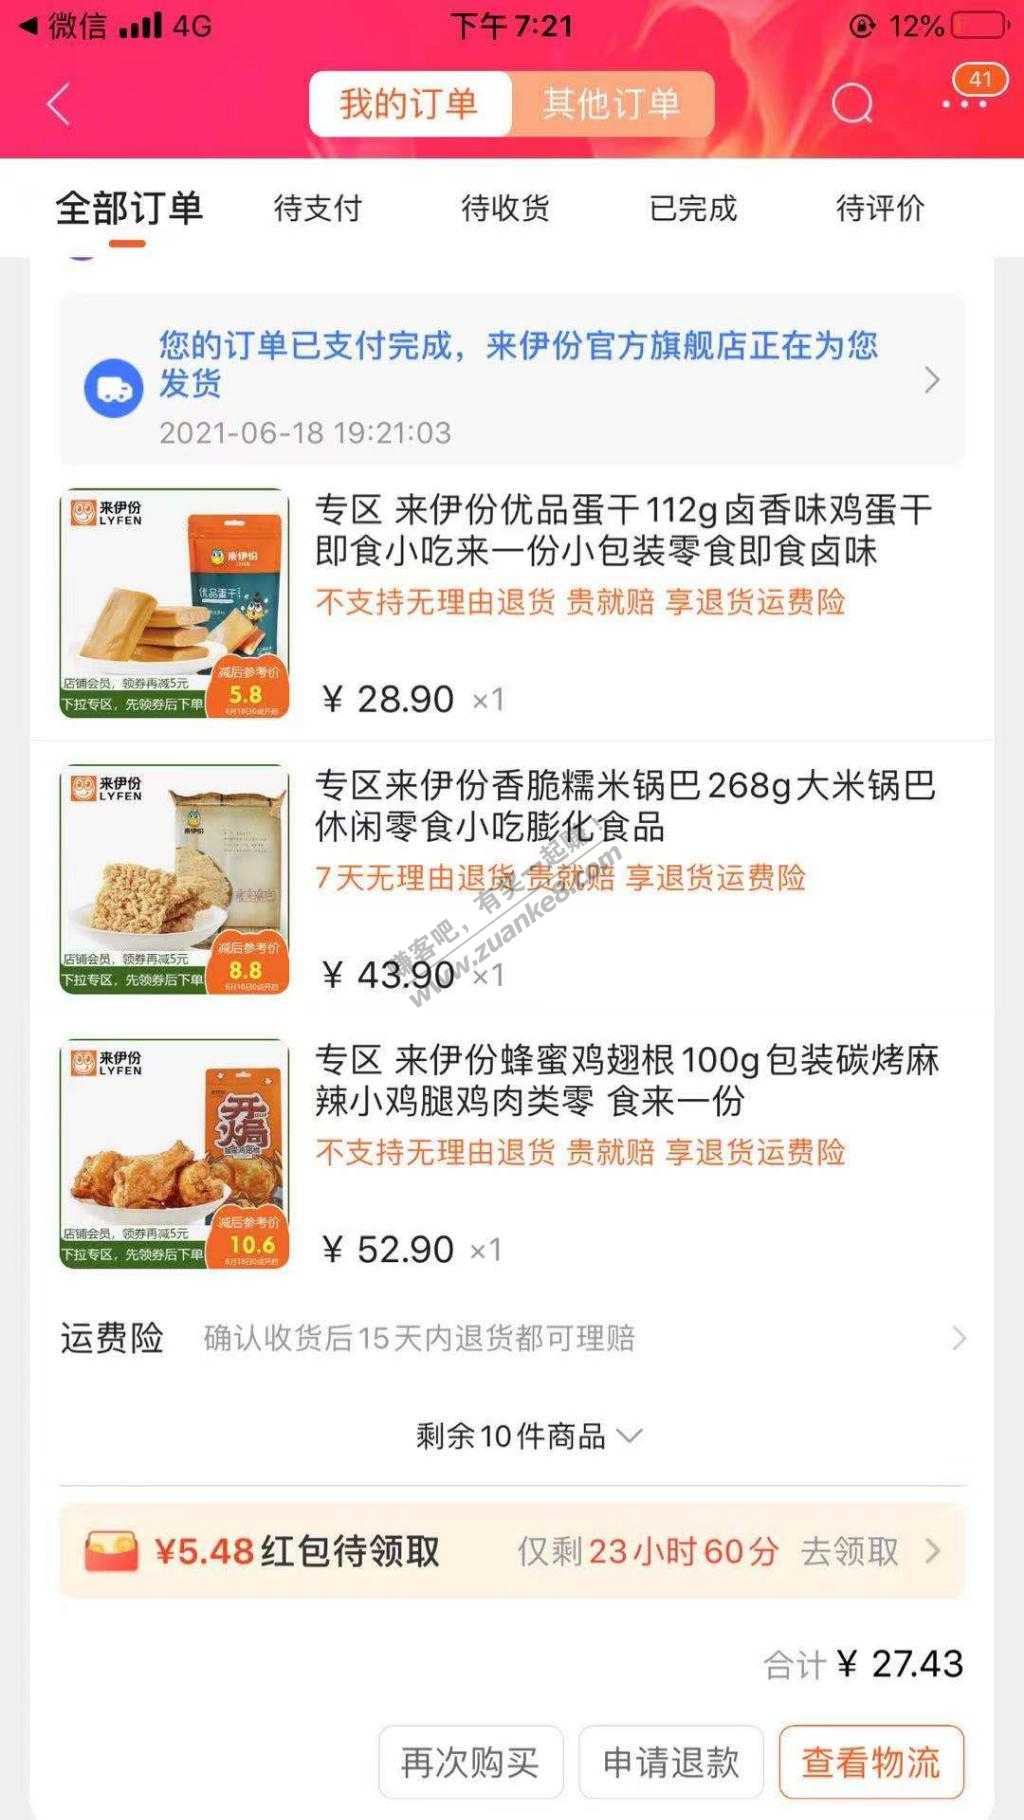 微信 4G 下午7:21 12%
我的订单 其他订单 41
全部订单 待支付 待收货 已完成 待评价
您的订单已支付完成，来伊份官方旗舰店正在为您
发货
2021-06-18 19:21:03
来伊份
LYFEN
来伊份
优品蛋干
店铺会员，领券再减5元
下拉专区，先领券后下单
减后参考价
5.8
专区 来伊份优品蛋干112g卤香味鸡蛋干
即食小吃来一份小包装零食即食卤味
不支持无理由退货 贵就赔 享退货运费险
¥ 28.90 ×1
来伊份
LYFEN
来伊份
店铺会员，领券再减5元
下拉专区，先领券后下单
减后参考价
8.8
专区来伊份香脆糯米锅巴268g大米锅巴
休闲零食小吃膨化食品
7天无理由退货 贵就赔 享退货运费险
¥ 43.90 ×1
赚客吧，有奖一起赚！
www.zuanke8.com
来伊份
LYFEN
开
火局
店铺会员，领券再减5元
下拉专区，先领券后下单
减后参考价
10.6
专区 来伊份蜂蜜鸡翅根100g包装碳烤麻
辣小鸡腿鸡肉类零 食来一份
不支持无理由退货 贵就赔 享退货运费险
¥ 52.90 ×1
运费险 确认收货后15天内退货都可理赔
剩余10件商品
¥5.48红包待领取 仅剩23小时60分 去领取
合计 ¥ 27.43
再次购买 申请退款 查看物流